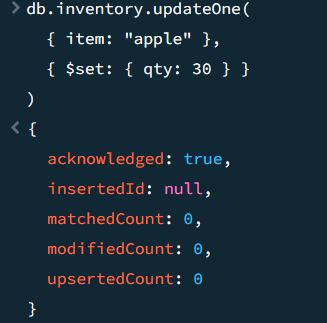 > db.inventory.updateOne(
{ item: "apple" },
{ $set: { qty: 30 } }
)
< {
acknowledged: true,
insertedId: null,
matchedCount: 0,
modifiedCount: 0,
upsertedCount: 0
}